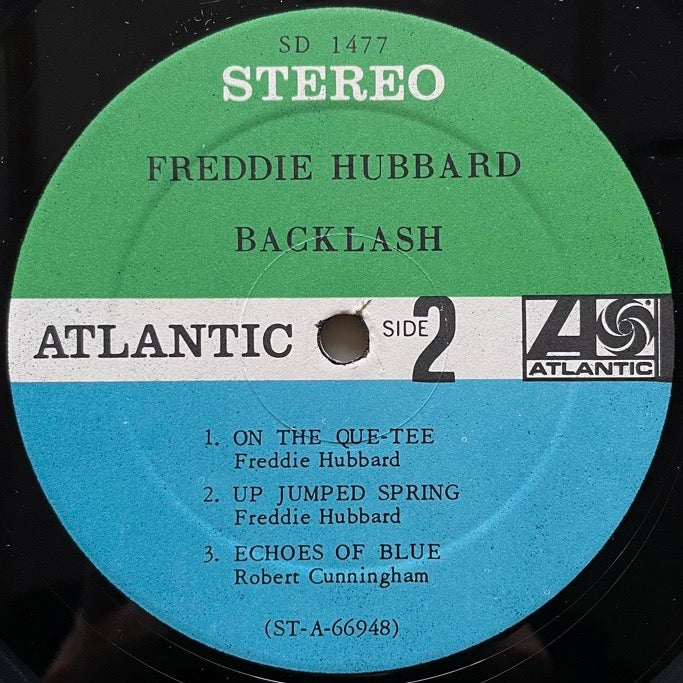 SD 1477
STEREO
FREDDIE HUBBARD
BACKLASH
ATLANTIC
SIDE 2
A
ATLANTIC
1. ON THE QUE-TEE
Freddie Hubbard
2. UP JUMPED SPRING
Freddie Hubbard
3. ECHOES OF BLUE
Robert Cunningham
(ST-A-66948)